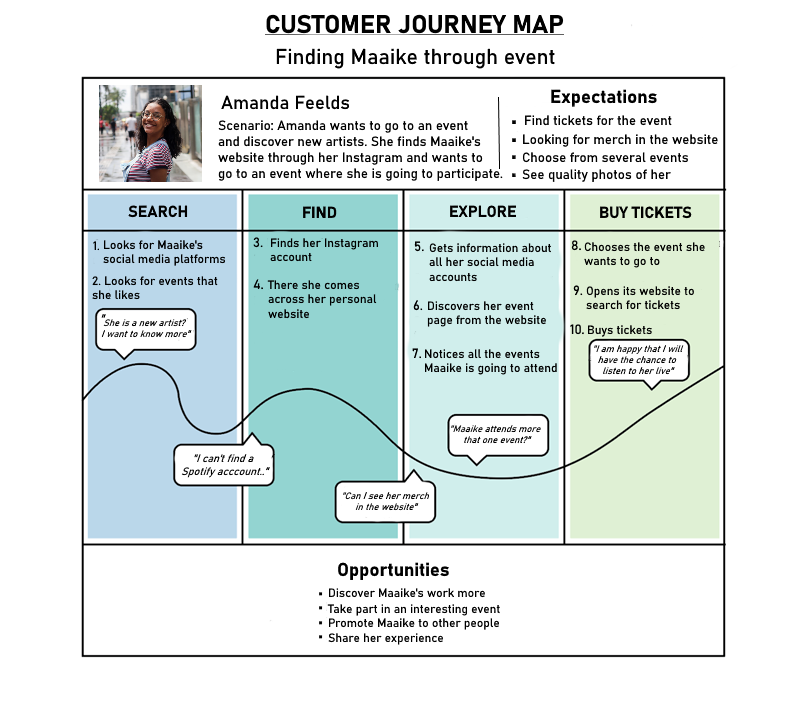 CUSTOMER JOURNEY MAP
Finding Maaike through event
Amanda Feelds
Scenario: Amanda wants to go to an event
and discover new artists. She finds Maaike's
website through her Instagram and wants to
go to an event where she is going to participate.
Expectations
▪ Find tickets for the event
▪ Looking for merch in the website
▪ Choose from several events
▪ See quality photos of her
SEARCH
1. Looks for Maaike's
social media platforms
2. Looks for events that
she likes
"She is a new artist?
I want to know more"
"I can't find a
Spotify acccount.."
FIND
3. Finds her Instagram
account
4. There she comes
across her personal
website
"Can I see her merch
in the website"
EXPLORE
5. Gets information about
all her social media
accounts
6. Discovers her event
page from the website
7. Notices all the events
Maaike is going to attend
"Maaike attends more
that one event?"
BUY TICKETS
8. Chooses the event she
wants to go to
9. Opens its website to
search for tickets
10. Buys tickets
"I am happy that I will
have the chance to
listen to her live"
Opportunities
▪ Discover Maaike's work more
▪ Take part in an interesting event
▪ Promote Maaike to other people
▪ Share her experience